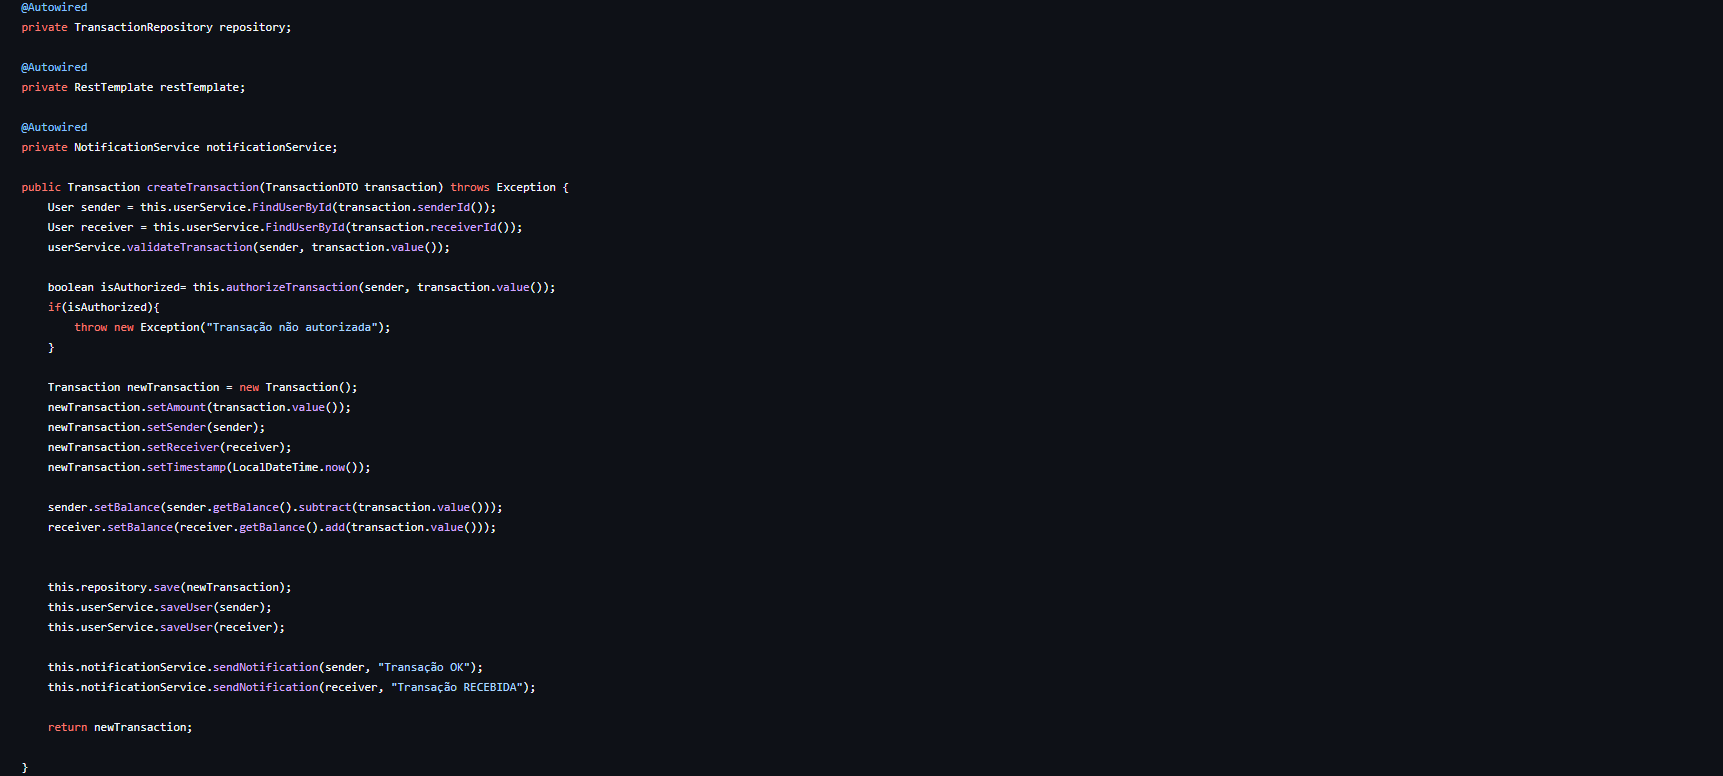 @Autowired
private TransactionRepository repository;
@Autowired
private RestTemplate restTemplate;
@Autowired
private NotificationService notificationService;
public Transaction createTransaction(TransactionDTO transaction) throws Exception {
User sender = this.userService.FindUserById(transaction.senderId());
User receiver = this.userService.FindUserById(transaction.receiverId());
userService.validateTransaction(sender, transaction.value());
boolean isAuthorized= this.authorizeTransaction(sender, transaction.value());
if(isAuthorized){
throw new Exception("Transação não autorizada");
}
Transaction newTransaction = new Transaction();
newTransaction.setAmount(transaction.value());
newTransaction.setSender(sender);
newTransaction.setReceiver(receiver);
newTransaction.setTimestamp(LocalDateTime.now());
sender.setBalance(sender.getBalance().subtract(transaction.value()));
receiver.setBalance(receiver.getBalance().add(transaction.value()));
this.repository.save(newTransaction);
this.userService.saveUser(sender);
this.userService.saveUser(receiver);
this.notificationService.sendNotification(sender, "Transação OK");
this.notificationService.sendNotification(receiver, "Transação RECEBIDA");
return newTransaction;
}